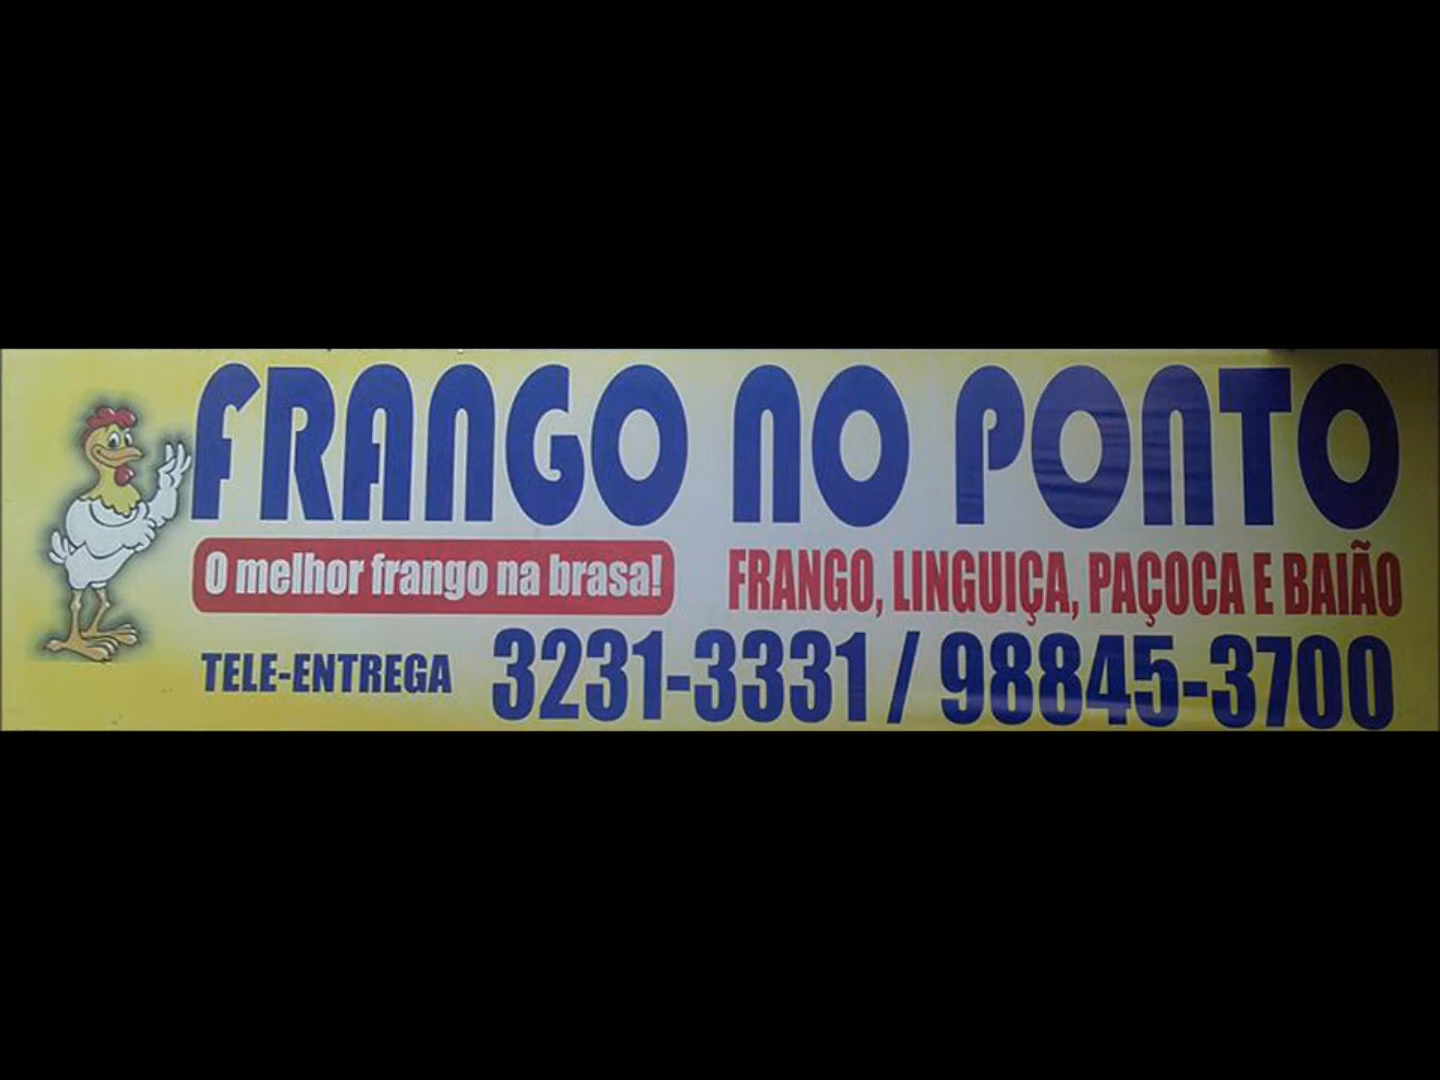 FRANGO NO PONTO
O melhor frango na brasa!
FRANGO, LINGUIÇA, PAÇOCA E BAIÃO
TELE-ENTREGA 3231-3331 / 98845-3700